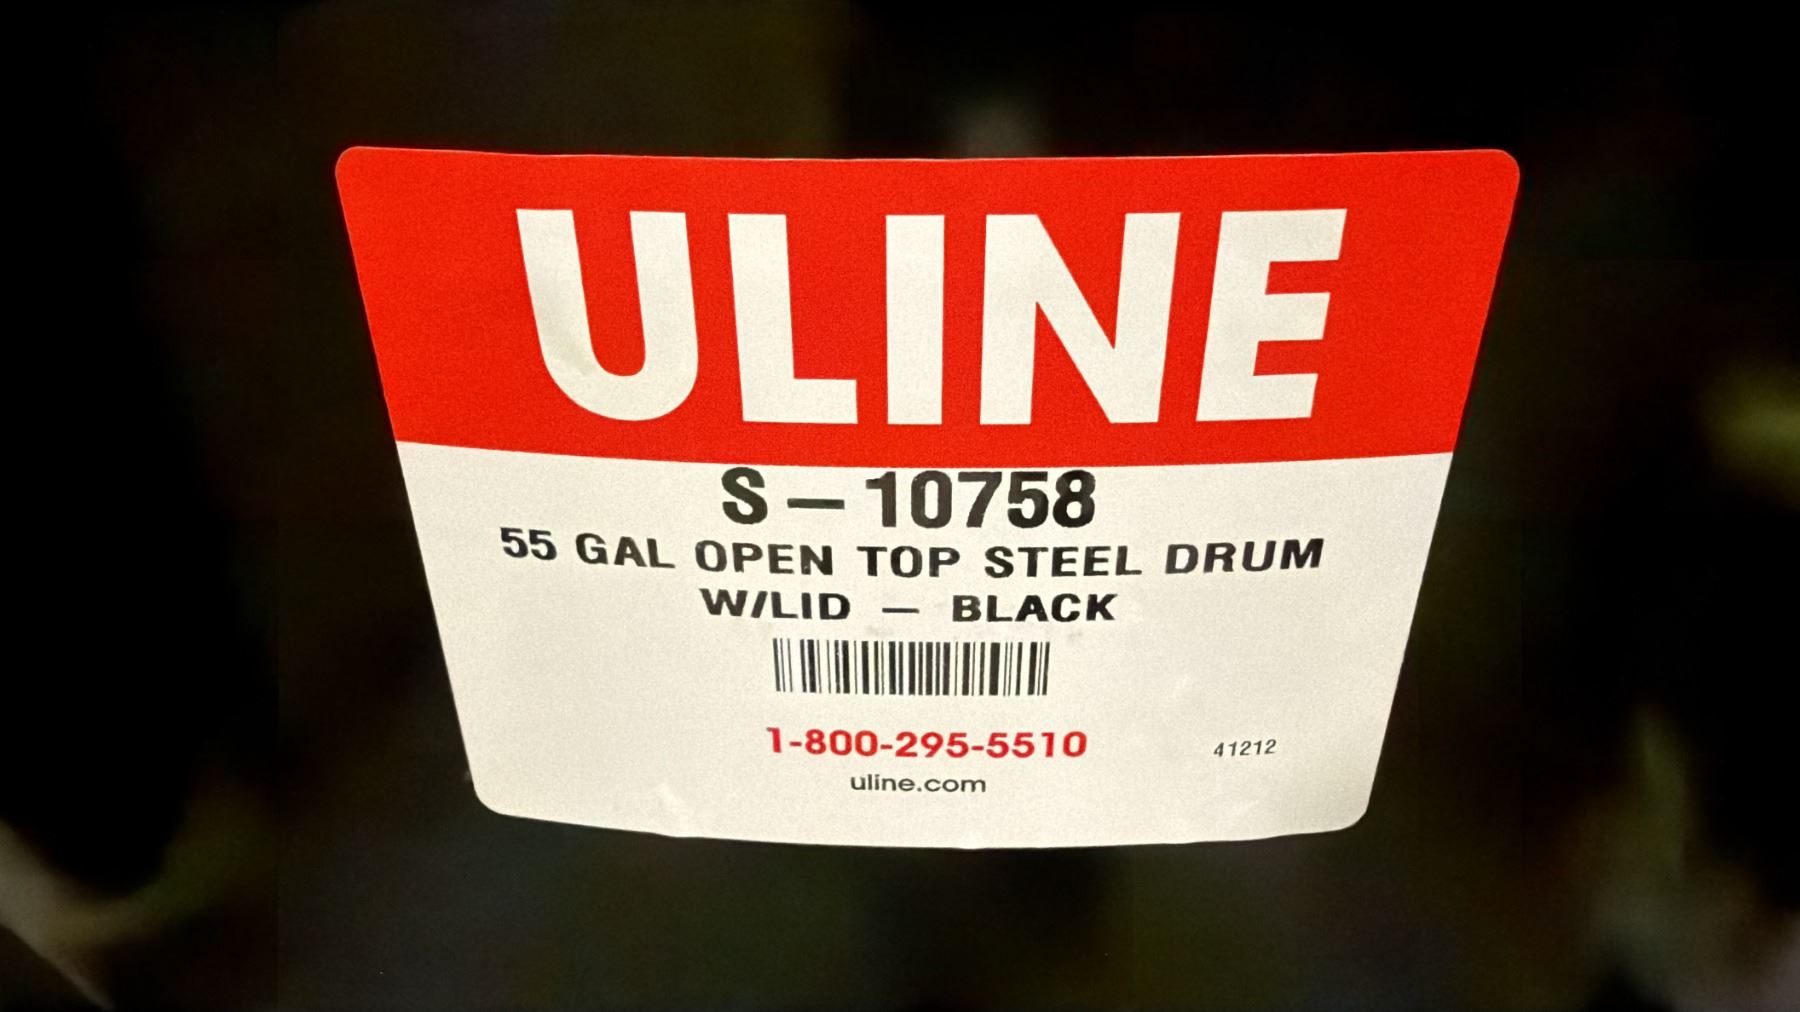 ULINE
S – 10758
55 GAL OPEN TOP STEEL DRUM
W/LID – BLACK
1-800-295-5510
41212
uline.com